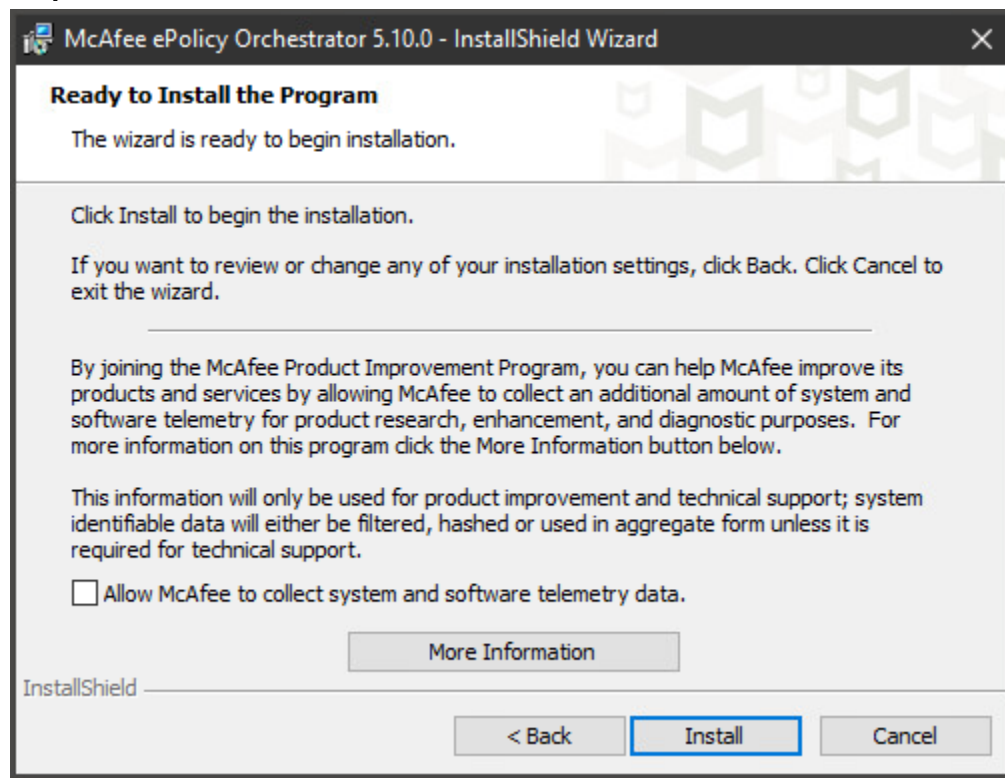 McAfee ePolicy Orchestrator 5.10.0 - InstallShield Wizard
Ready to Install the Program
The wizard is ready to begin installation.
Click Install to begin the installation.
If you want to review or change any of your installation settings, click Back. Click Cancel to
exit the wizard.
By joining the McAfee Product Improvement Program, you can help McAfee improve its
products and services by allowing McAfee to collect an additional amount of system and
software telemetry for product research, enhancement, and diagnostic purposes.  For
more information on this program click the More Information button below.
This information will only be used for product improvement and technical support; system
identifiable data will either be filtered, hashed or used in aggregate form unless it is
required for technical support.
Allow McAfee to collect system and software telemetry data.
More Information
InstallShield
< Back
Install
Cancel